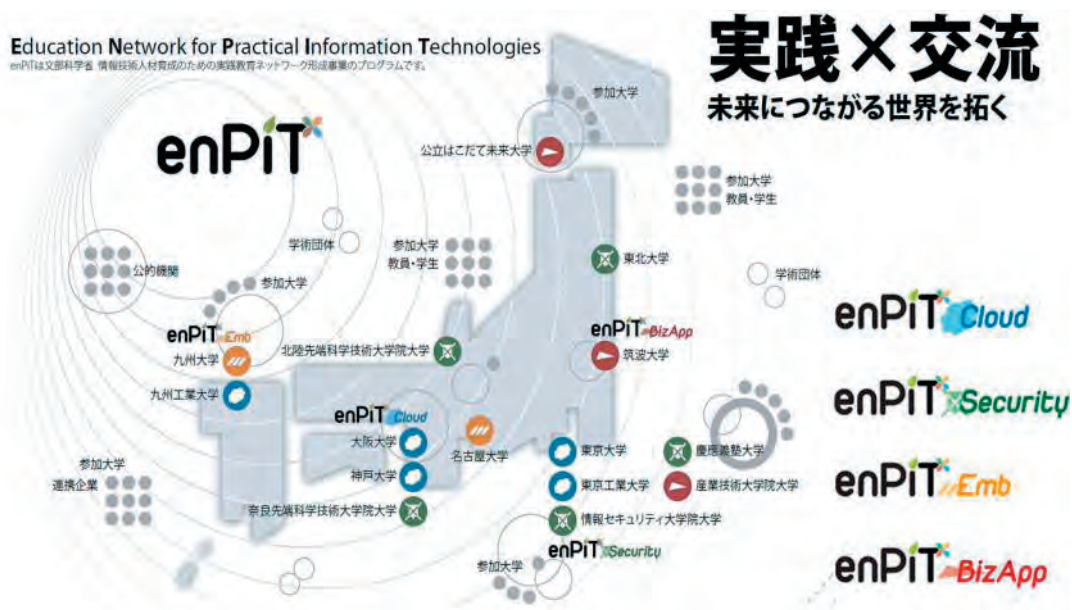 Education Network for Practical Information Technologies
enPiTは文部科学省 情報技術人材育成のための実践教育ネットワーク形成事業のプログラムです。
実践×交流
未来につながる世界を拓く
enPiT
参加大学
公立はこだて未来大学
参加大学
教員・学生
学術団体
参加大学
教員・学生
東北大学
公的機関
参加大学
学術団体
enPiT Emb
九州大学
北陸先端科学技術大学院大学
enPiT BizApp
筑波大学
九州工業大学
enPiT Cloud
大阪大学
名古屋大学
東京大学
慶應義塾大学
参加大学
連携企業
神戸大学
東京工業大学
産業技術大学院大学
奈良先端科学技術大学院大学
情報セキュリティ大学院大学
enPiT Security
参加大学
enPiT Cloud
enPiT Security
enPiT Emb
enPiT BizApp